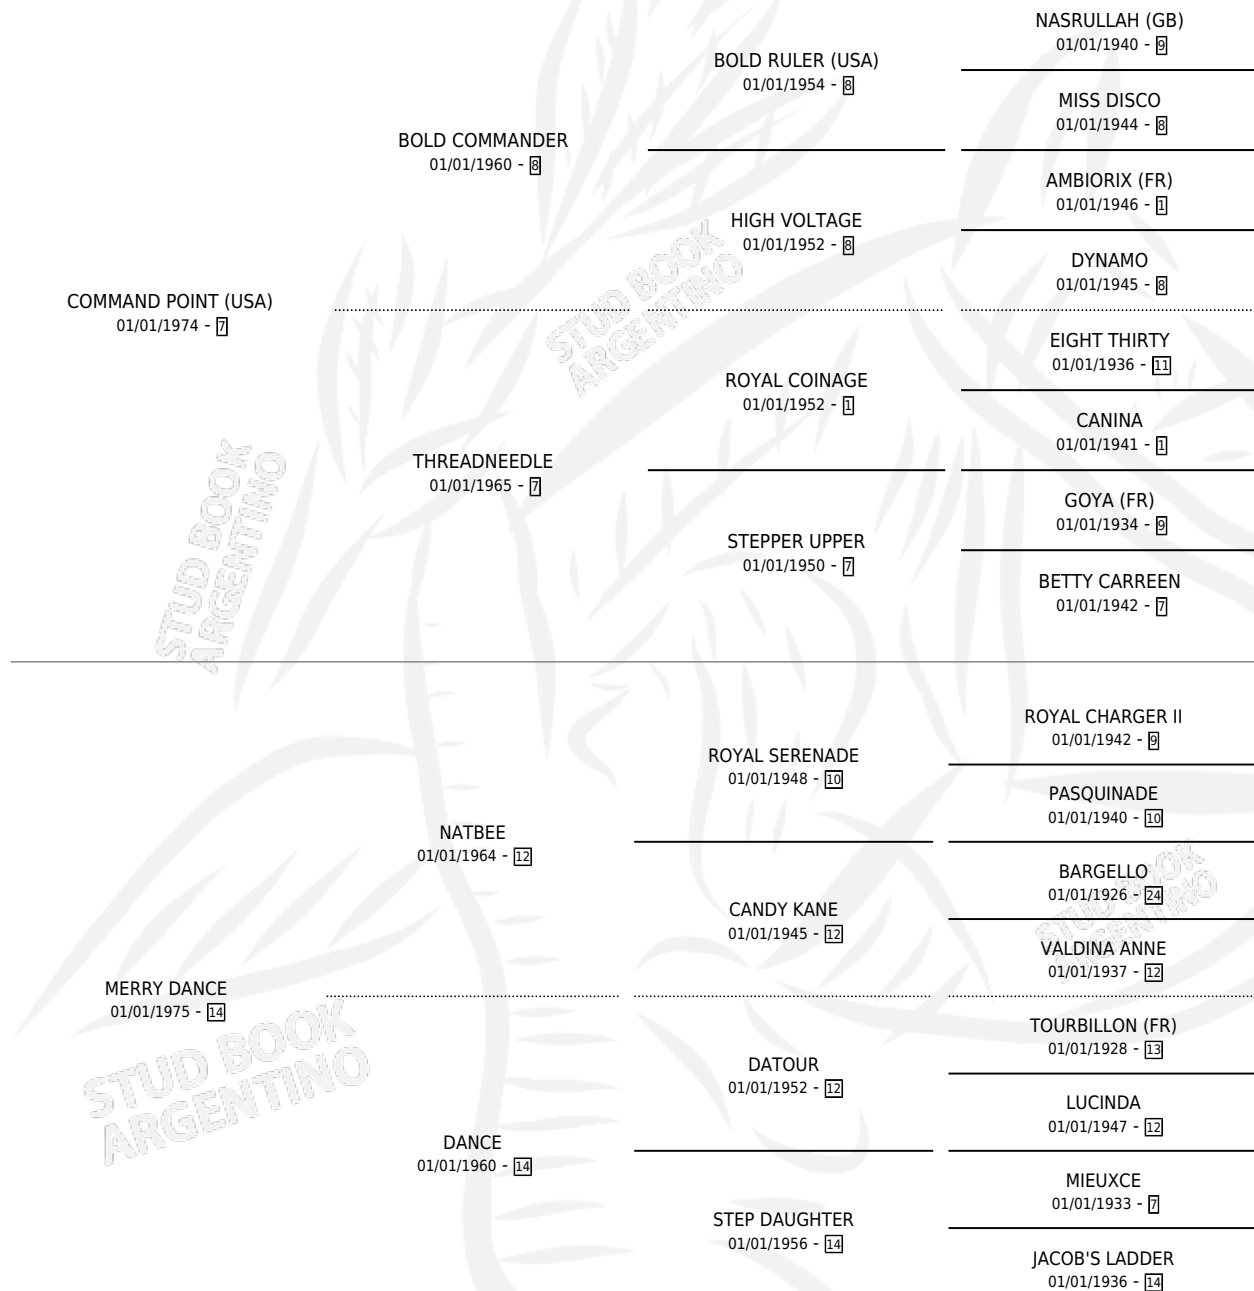 NASRULLAH (GB)
01/01/1940 - 9
BOLD RULER (USA)
01/01/1954 - 8
MISS DISCO
01/01/1944 - 8
BOLD COMMANDER
01/01/1960 - 8
AMBIORIX (FR)
01/01/1946 - 1
HIGH VOLTAGE
01/01/1952 - 8
DYNAMO
01/01/1945 - 8
COMMAND POINT (USA)
01/01/1974 - 7
EIGHT THIRTY
01/01/1936 - 11
ROYAL COINAGE
01/01/1952 - 1
CANINA
01/01/1941 - 1
THREADNEEDLE
01/01/1965 - 7
GOYA (FR)
01/01/1934 - 9
STEPPER UPPER
01/01/1950 - 7
BETTY CARREEN
01/01/1942 - 7
ROYAL CHARGER II
01/01/1942 - 9
ROYAL SERENADE
01/01/1948 - 10
PASQUINADE
01/01/1940 - 10
NATBEE
01/01/1964 - 12
BARGELLO
01/01/1926 - 24
CANDY KANE
01/01/1945 - 12
VALDINA ANNE
01/01/1937 - 12
MERRY DANCE
01/01/1975 - 14
TOURBILLON (FR)
01/01/1928 - 13
DATOUR
01/01/1952 - 12
LUCINDA
01/01/1947 - 12
DANCE
01/01/1960 - 14
MIEUXCE
01/01/1933 - 7
STEP DAUGHTER
01/01/1956 - 14
JACOB'S LADDER
01/01/1936 - 14
STUD BOOK
ARGENTINO
STUD BOOK
ARGENTINO
STUD BOOK
ARGENTINO
STUD BOOK
ARGENTINO